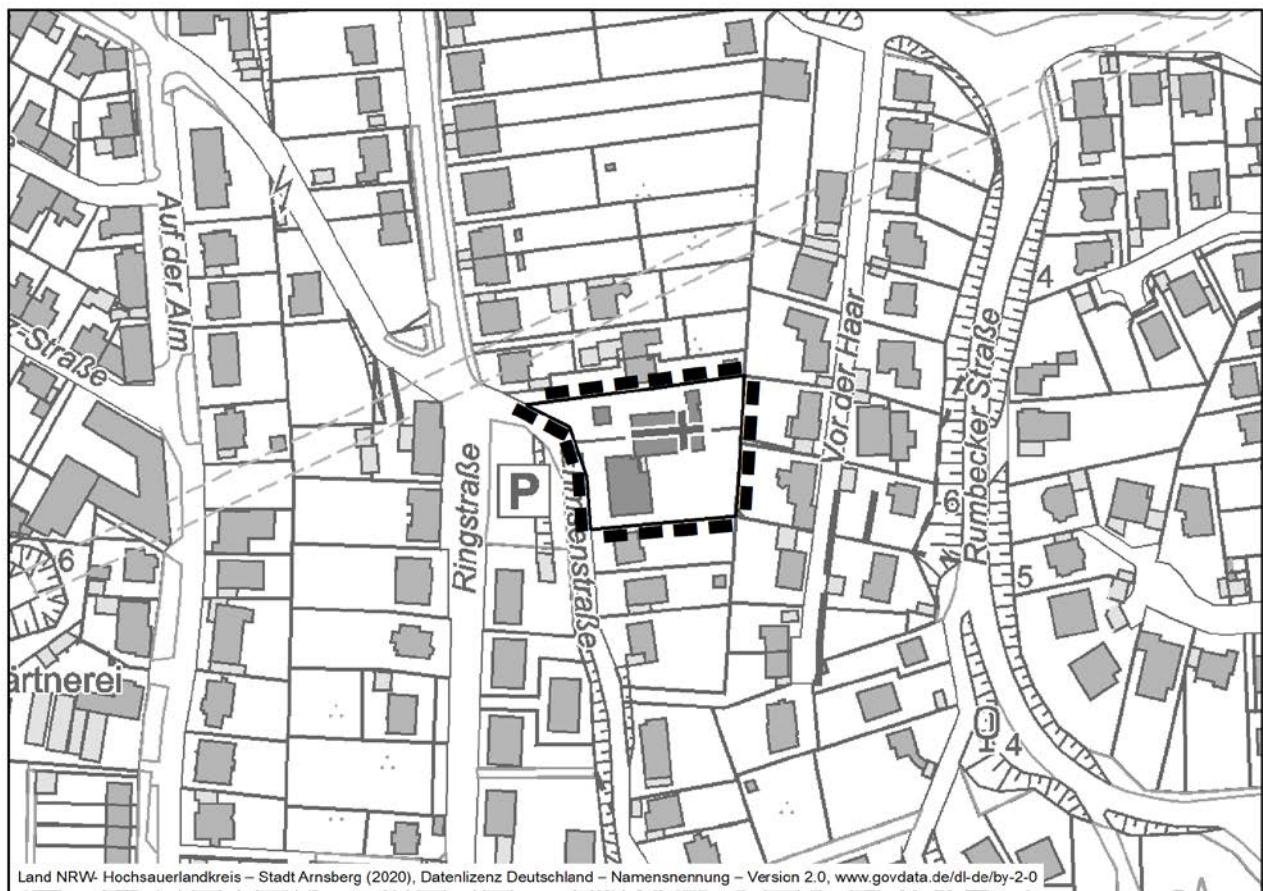 Auf der Alm
z-Straße
Ringstraße
P
Vor der Haar
Rumbecker Straße
4
5
6
4
ärtnerei
Land NRW- Hochsauerlandkreis – Stadt Arnsberg (2020), Datenlizenz Deutschland – Namensnennung – Version 2.0, www.govdata.de/dl-de/by-2-0